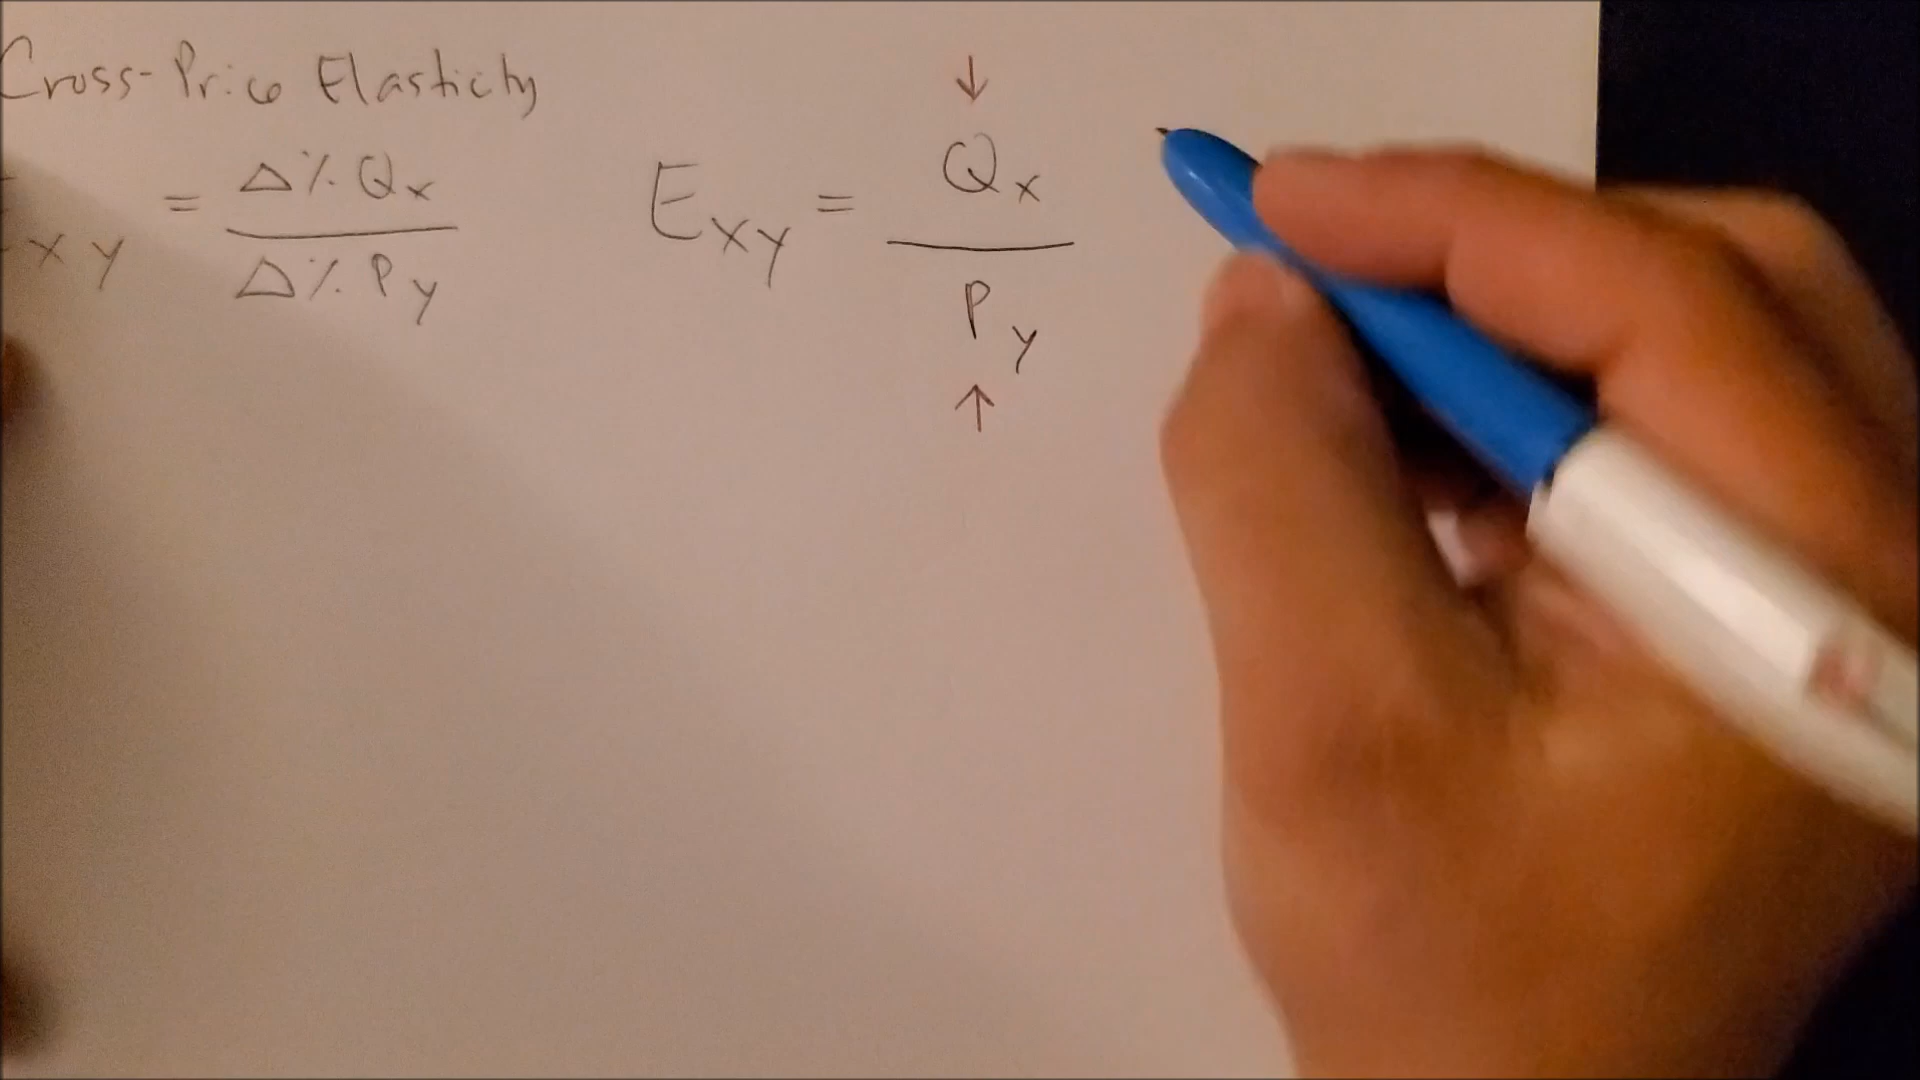 Cross-Price Elasticity
E xy = Δ% Qx / Δ% Py
Exy = ↓ Qx / Py ↑